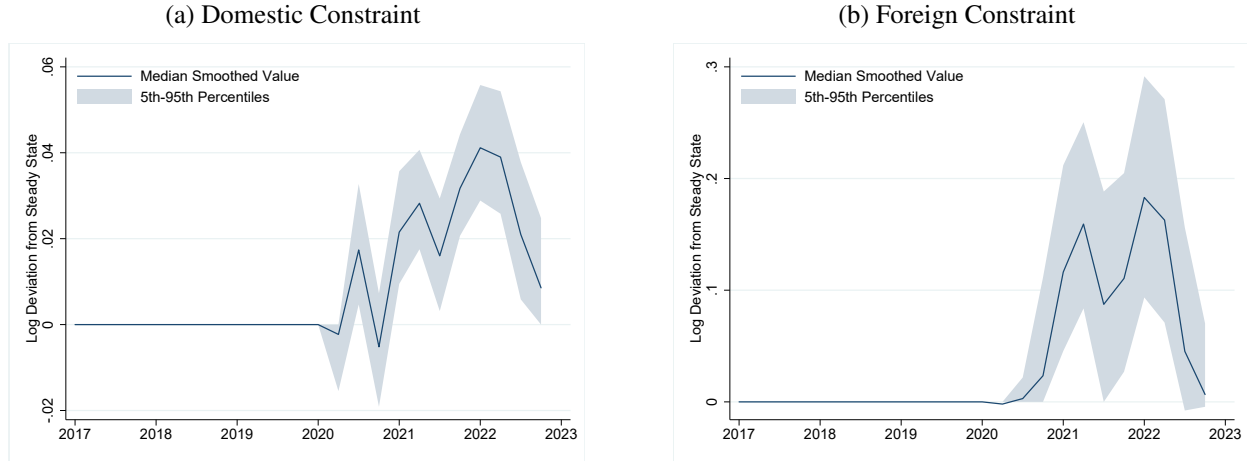 (a) Domestic Constraint
Median Smoothed Value
5th-95th Percentiles
Log Deviation from Steady State
.06
.04
.02
0
-.02
2017 2018 2019 2020 2021 2022 2023
(b) Foreign Constraint
Median Smoothed Value
5th-95th Percentiles
Log Deviation from Steady State
.3
.2
.1
0
2017 2018 2019 2020 2021 2022 2023